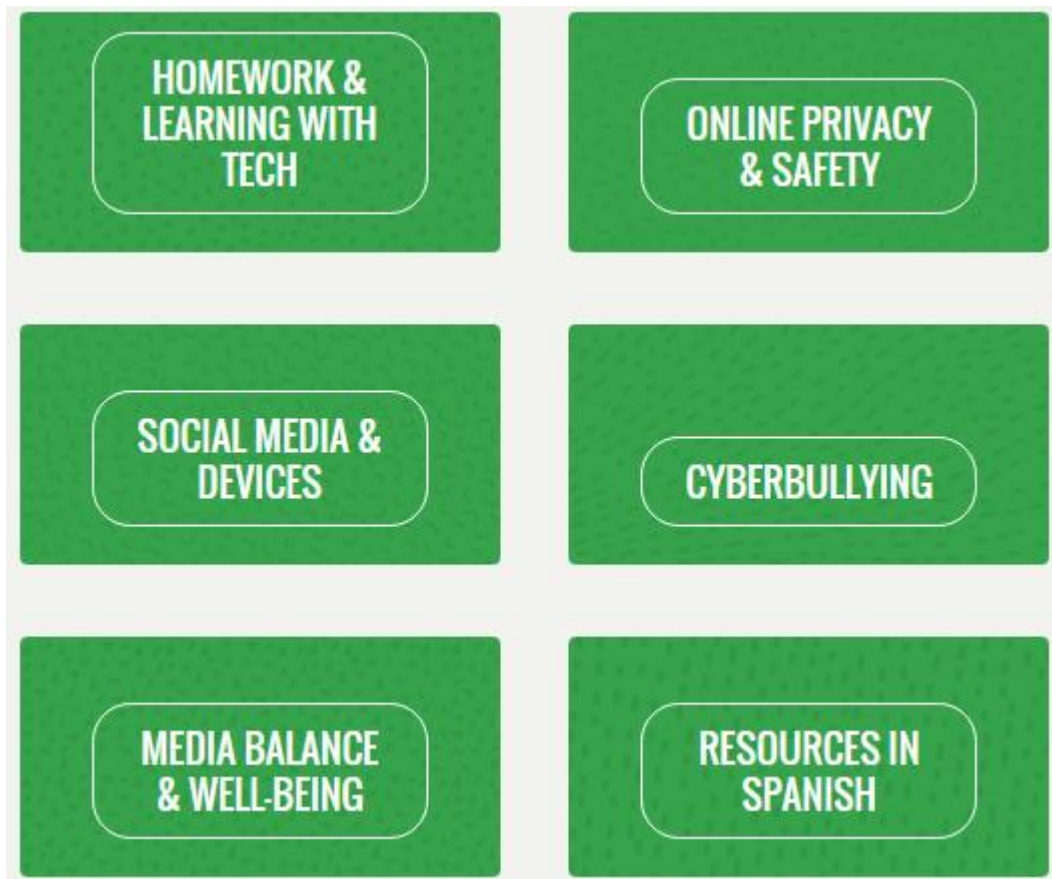 HOMEWORK &
LEARNING WITH
TECH
ONLINE PRIVACY
& SAFETY
SOCIAL MEDIA &
DEVICES
CYBERBULLYING
MEDIA BALANCE
& WELL-BEING
RESOURCES IN
SPANISH